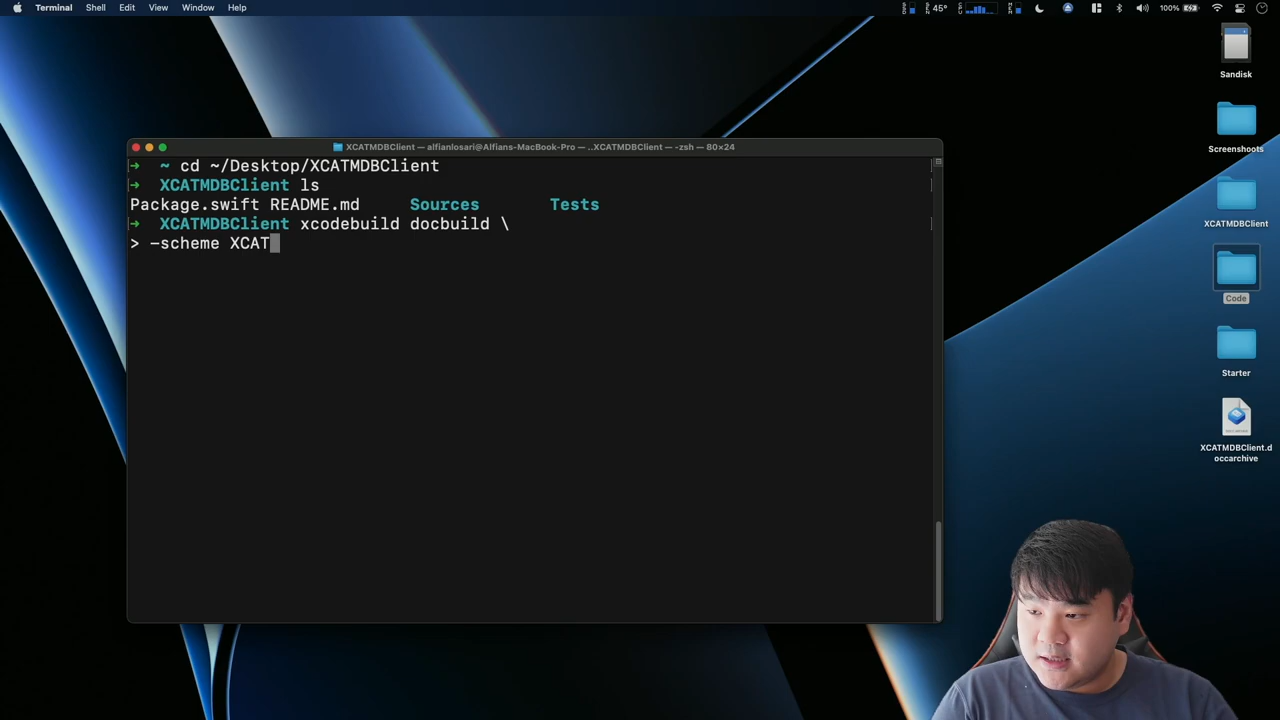 Terminal Shell Edit View Window Help
45° 100%
Sandisk
Screenshoots
XCATMDBClient — alfianlosari@Alfians-MacBook-Pro — ..XCATMDBClient — -zsh — 80×24
→ ~ cd ~/Desktop/XCATMDBClient
→ XCATMDBClient ls
Package.swift README.md Sources Tests
→ XCATMDBClient xcodebuild docbuild \
> -scheme XCAT
XCATMDBClient
Code
Starter
XCATMDBClient.d
occarchive